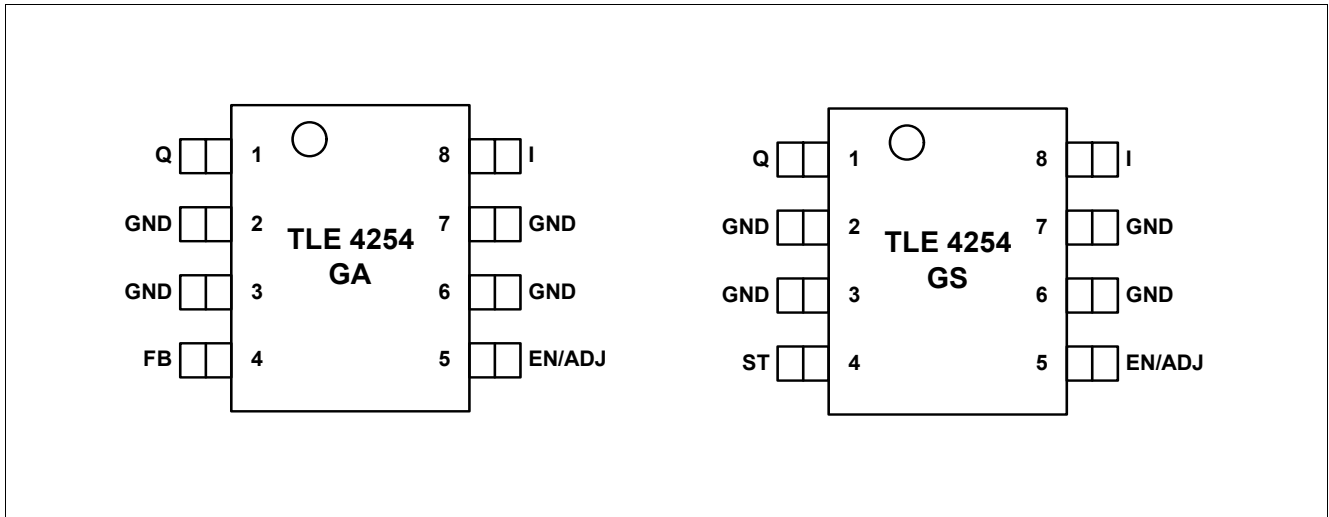 Q 1 8 I
GND 2 7 GND
TLE 4254
GA
GND 3 6 GND
FB 4 5 EN/ADJ
Q 1 8 I
GND 2 7 GND
TLE 4254
GS
GND 3 6 GND
ST 4 5 EN/ADJ